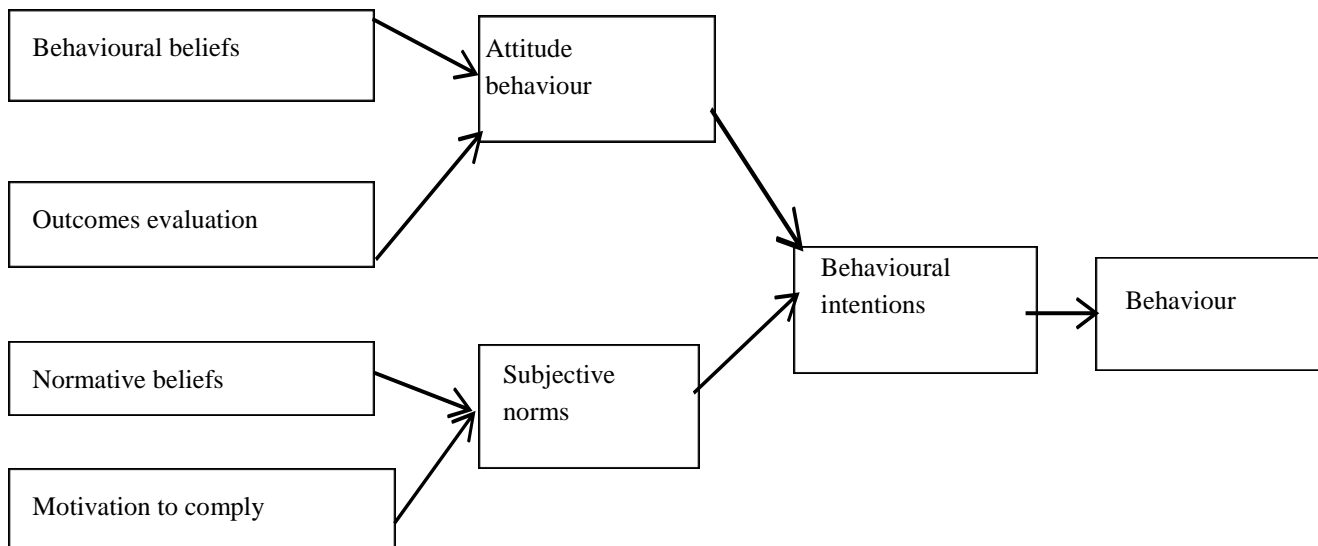 Behavioural beliefs
Attitude
behaviour
Outcomes evaluation
Behavioural
intentions
Behaviour
Normative beliefs
Subjective
norms
Motivation to comply